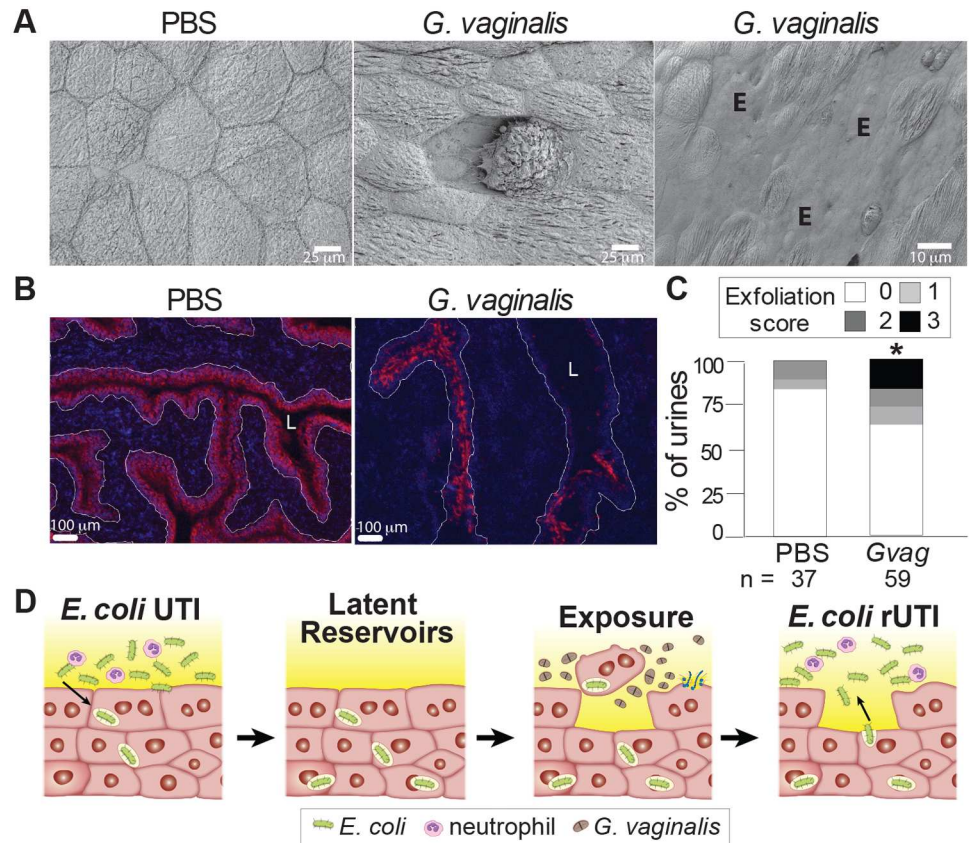 A
PBS
G. vaginalis
G. vaginalis
E
E
E
25 µm
25 µm
10 µm
B
PBS
G. vaginalis
L
L
100 µm
100 µm
C
Exfoliation score
0 1
2 3
*
% of urines
100
75
50
25
0
PBS Gvag
n = 37 59
D
E. coli UTI
Latent Reservoirs
Exposure
E. coli rUTI
E. coli neutrophil G. vaginalis